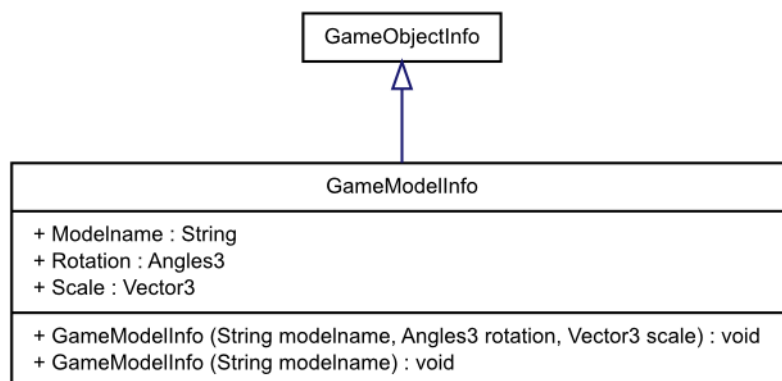 GameObjectInfo
GameModelInfo
+ Modelname : String
+ Rotation : Angles3
+ Scale : Vector3
+ GameModelInfo (String modelname, Angles3 rotation, Vector3 scale) : void
+ GameModelInfo (String modelname) : void